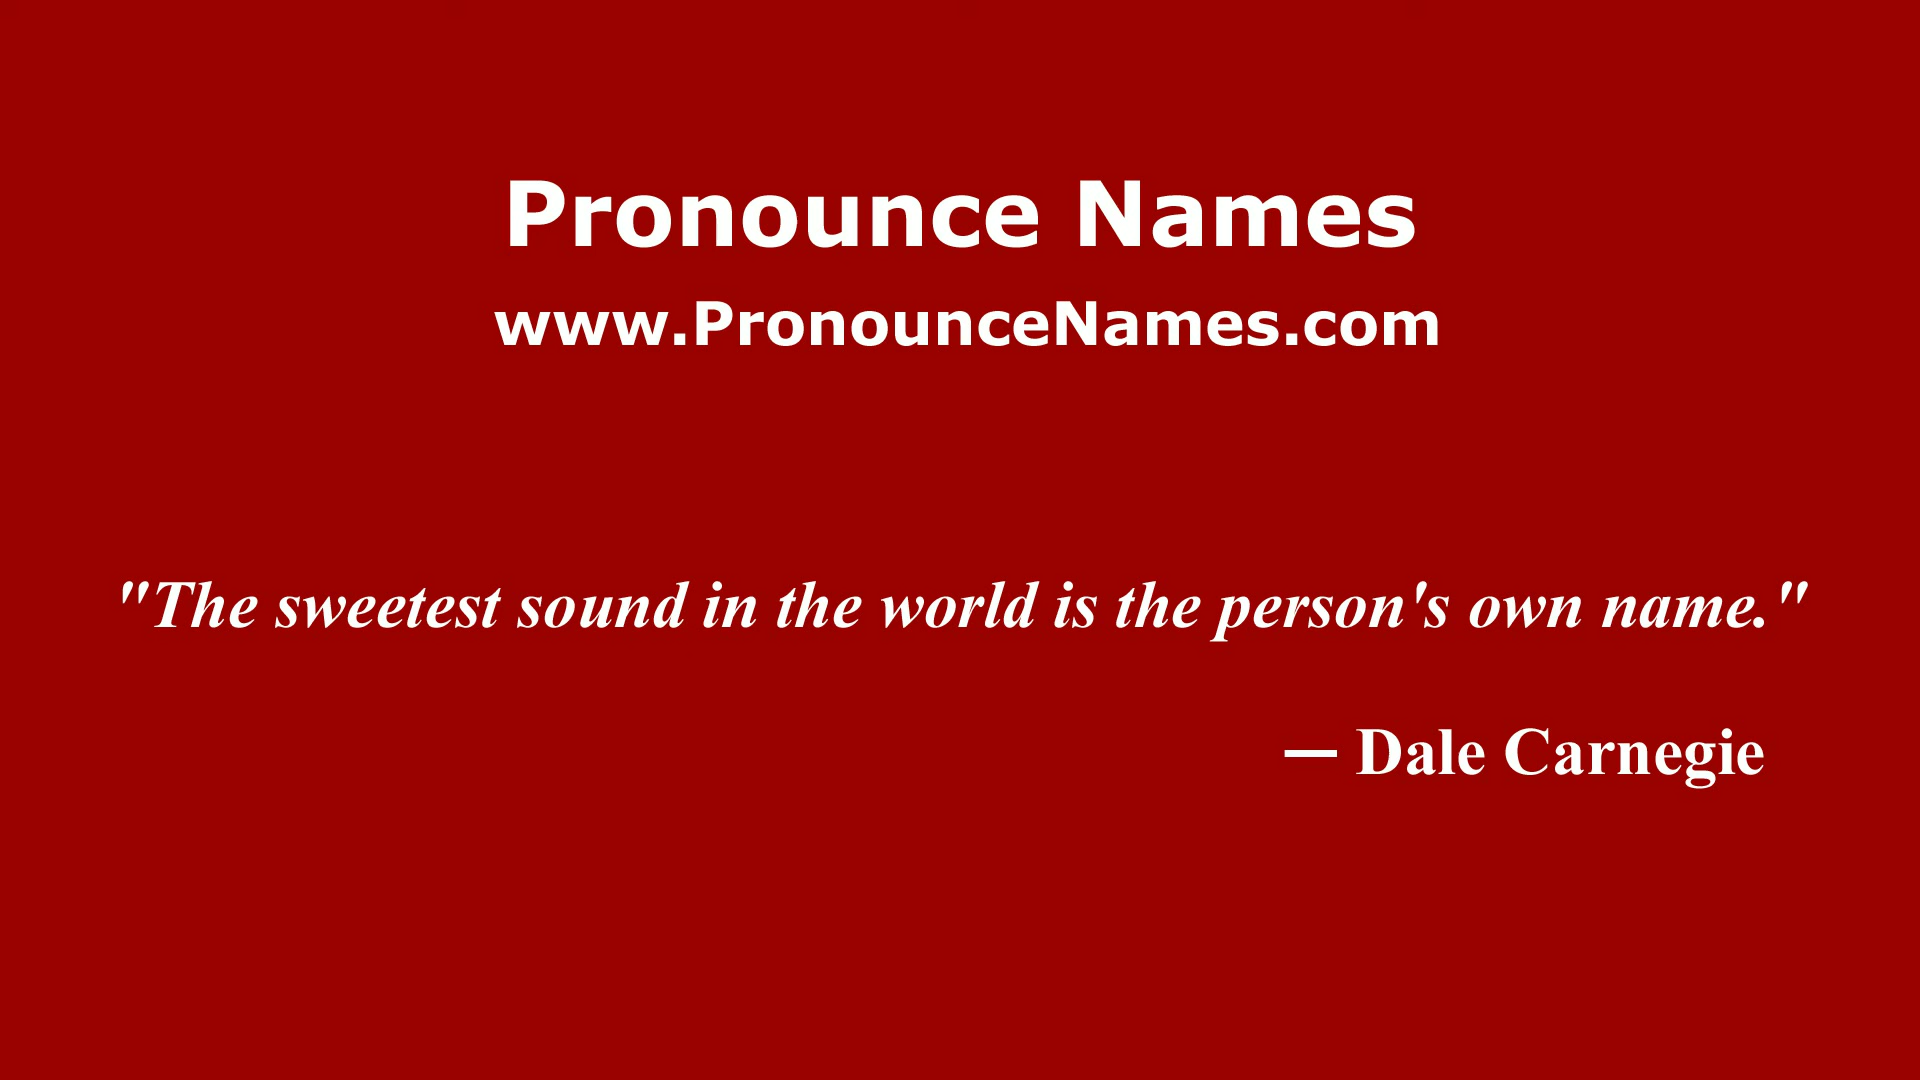 Pronounce Names
www.PronounceNames.com
"The sweetest sound in the world is the person's own name."
— Dale Carnegie